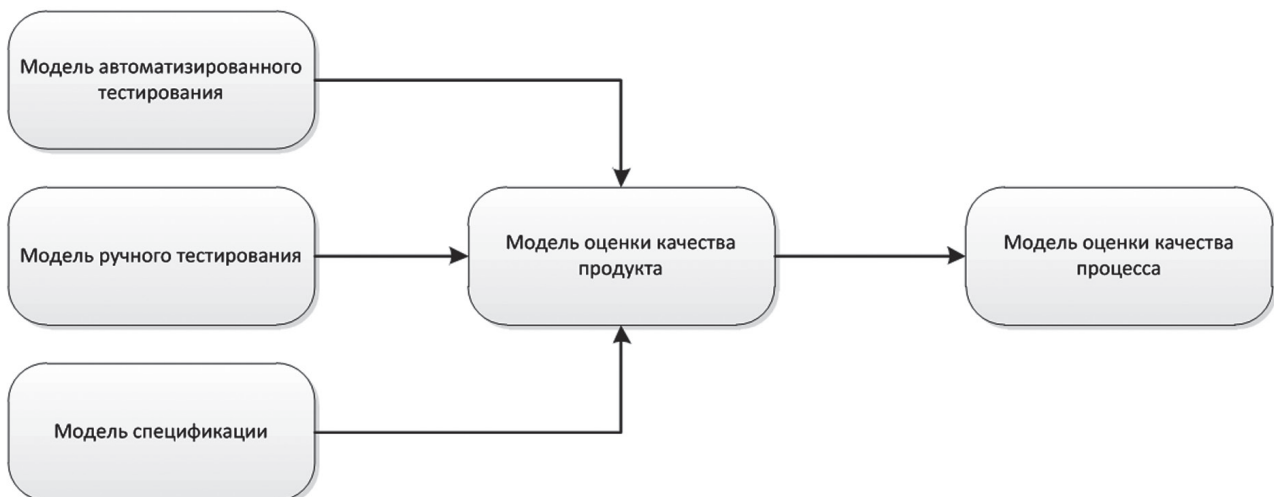 Модель автоматизированного
тестирования
Модель ручного тестирования
Модель оценки качества
продукта
Модель оценки качества
процесса
Модель спецификации